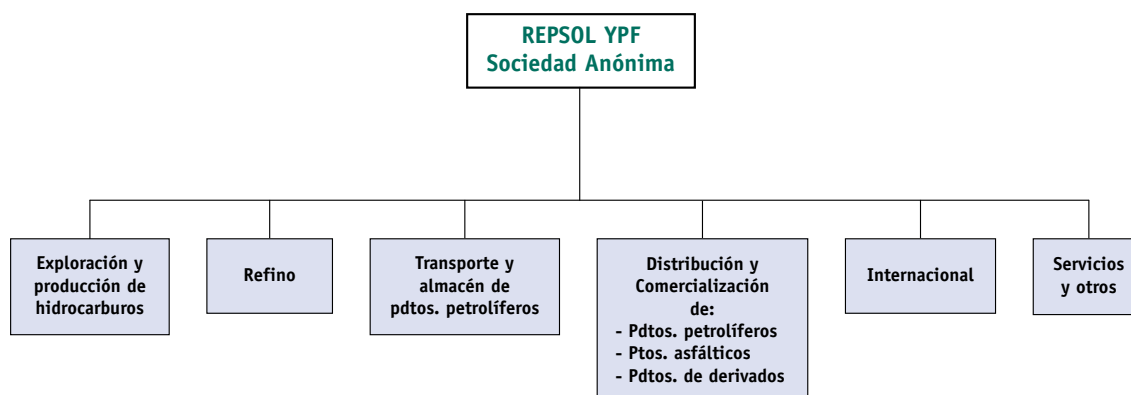 REPSOL YPF
Sociedad Anónima
Exploración y
producción de
hidrocarburos
Refino
Transporte y
almacén de
pdtos. petrolíferos
Distribución y
Comercialización
de:
- Pdtos. petrolíferos
- Ptos. asfálticos
- Pdtos. de derivados
Internacional
Servicios
y otros